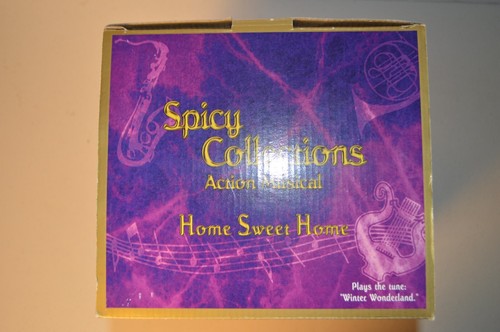 Spicy
Collections
Action Musical
Home Sweet Home
Plays the tune:
"Winter Wonderland."